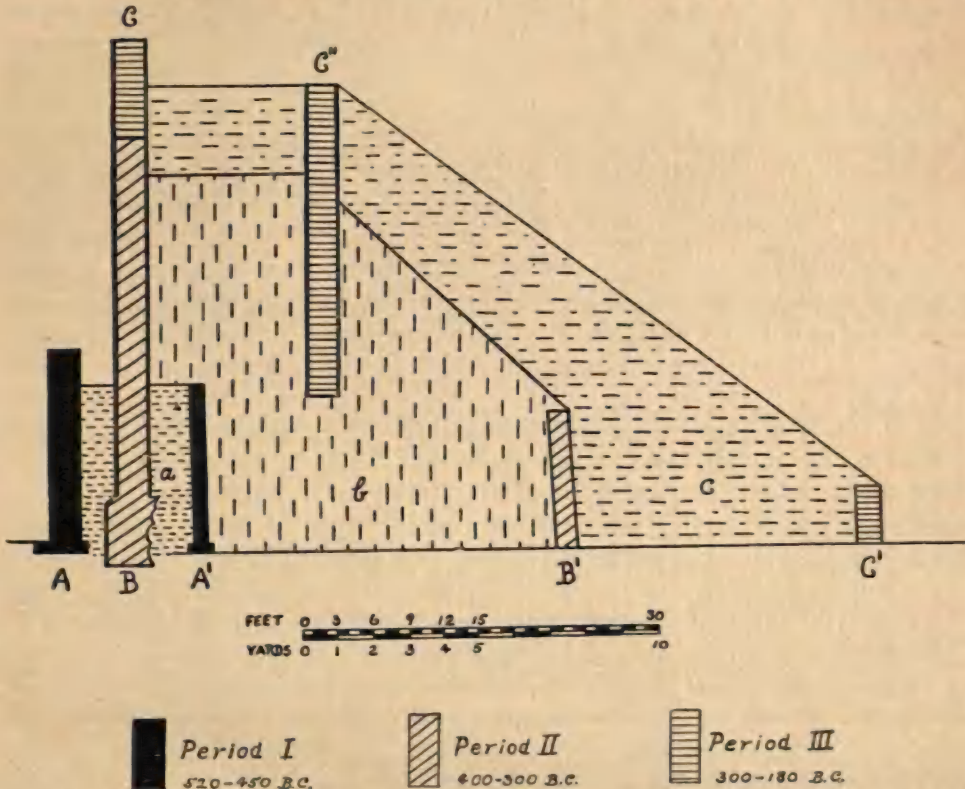 C
C"
a
b
c
A B A' B' C'
FEET 0 3 6 9 12 15 30
YARDS 0 1 2 3 4 5 10
Period I Period II Period III
520-450 B.C. 400-300 B.C. 300-180 B.C.